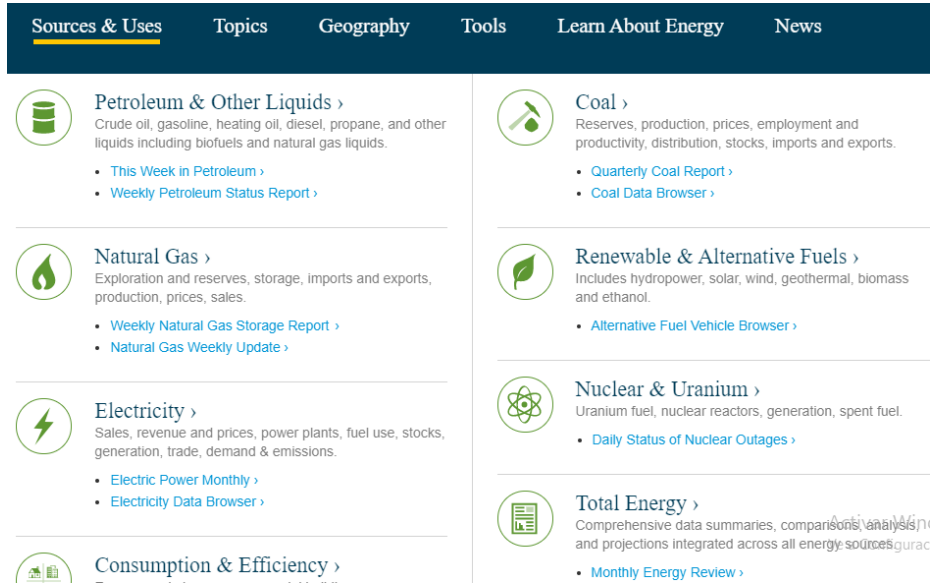 Sources & Uses Topics Geography Tools Learn About Energy News
Petroleum & Other Liquids ›
Crude oil, gasoline, heating oil, diesel, propane, and other
liquids including biofuels and natural gas liquids.
• This Week in Petroleum ›
• Weekly Petroleum Status Report ›
Natural Gas ›
Exploration and reserves, storage, imports and exports,
production, prices, sales.
• Weekly Natural Gas Storage Report ›
• Natural Gas Weekly Update ›
Electricity ›
Sales, revenue and prices, power plants, fuel use, stocks,
generation, trade, demand & emissions.
• Electric Power Monthly ›
• Electricity Data Browser ›
Consumption & Efficiency ›
Coal ›
Reserves, production, prices, employment and
productivity, distribution, stocks, imports and exports.
• Quarterly Coal Report ›
• Coal Data Browser ›
Renewable & Alternative Fuels ›
Includes hydropower, solar, wind, geothermal, biomass
and ethanol.
• Alternative Fuel Vehicle Browser ›
Nuclear & Uranium ›
Uranium fuel, nuclear reactors, generation, spent fuel.
• Daily Status of Nuclear Outages ›
Total Energy ›
Comprehensive data summaries, comparisons, analysis,
and projections integrated across all energy sources.
• Monthly Energy Review ›
Activar Win